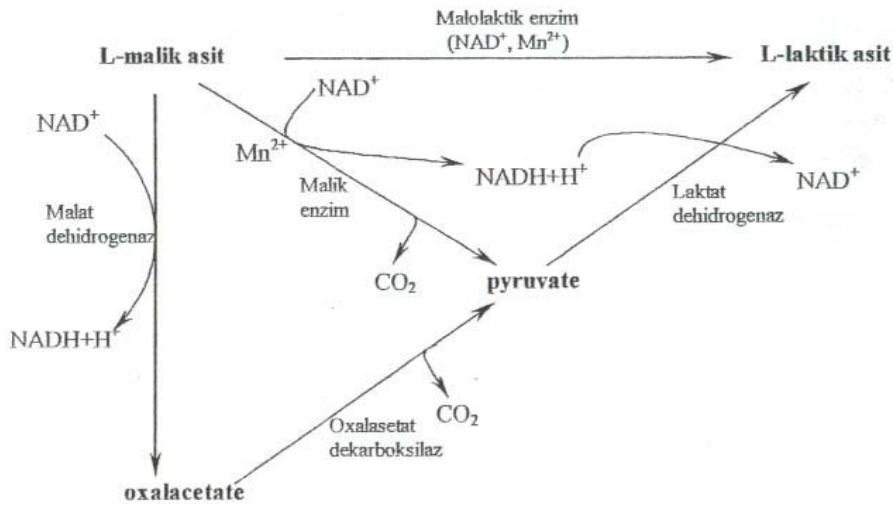 Malolaktik enzim
(NAD⁺, Mn²⁺)
L-malik asit
L-laktik asit
NAD⁺
NAD⁺
Mn²⁺
NADH+H⁺
NAD⁺
Malik
enzim
Laktat
dehidrogenaz
Malat
dehidrogenaz
CO₂
pyruvate
NADH+H⁺
CO₂
Oxalasetat
dekarboksilaz
oxalacetate